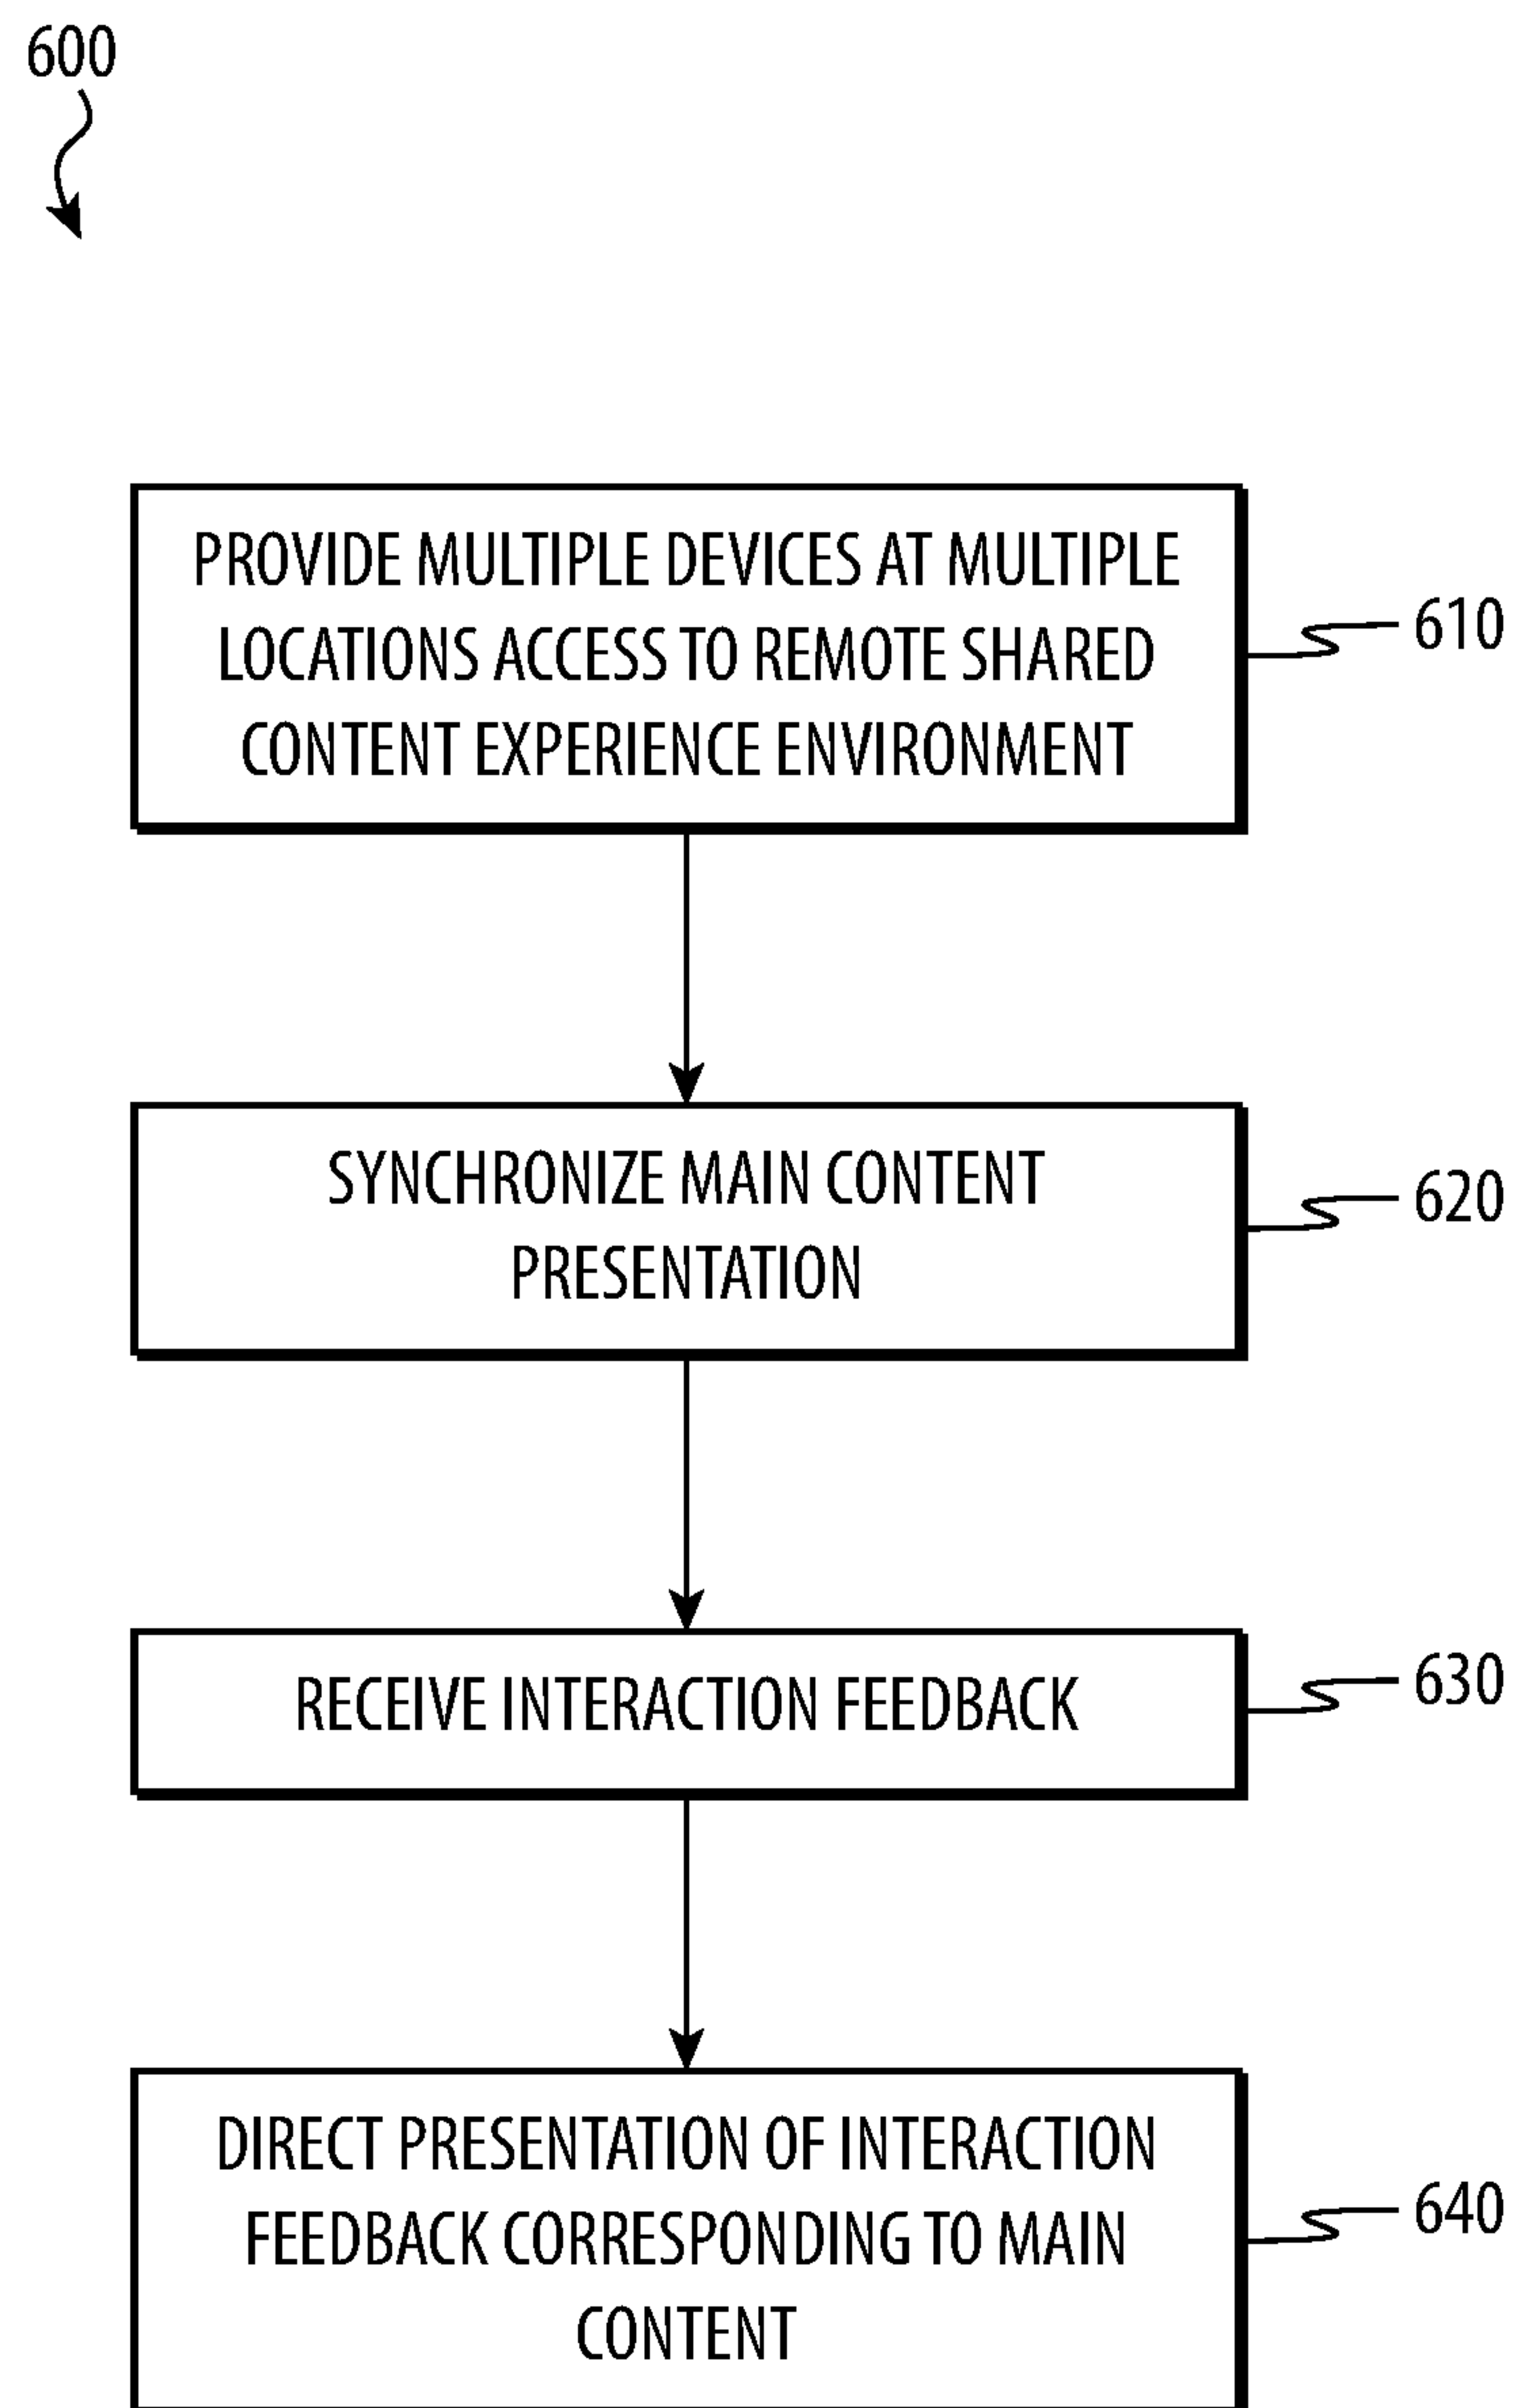 600
PROVIDE MULTIPLE DEVICES AT MULTIPLE
LOCATIONS ACCESS TO REMOTE SHARED
CONTENT EXPERIENCE ENVIRONMENT
610
SYNCHRONIZE MAIN CONTENT
PRESENTATION
620
RECEIVE INTERACTION FEEDBACK
630
DIRECT PRESENTATION OF INTERACTION
FEEDBACK CORRESPONDING TO MAIN
CONTENT
640